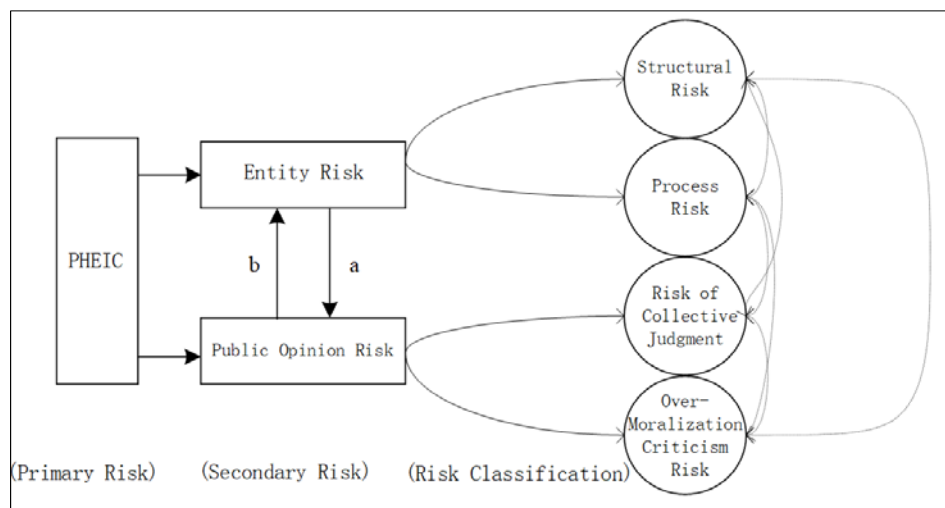 Structural
Risk
Entity Risk
Process
Risk
PHEIC
b
a
Risk of
Collective
Judgment
Public Opinion Risk
Over-
Moralization
Criticism
Risk
(Primary Risk)
(Secondary Risk)
(Risk Classification)